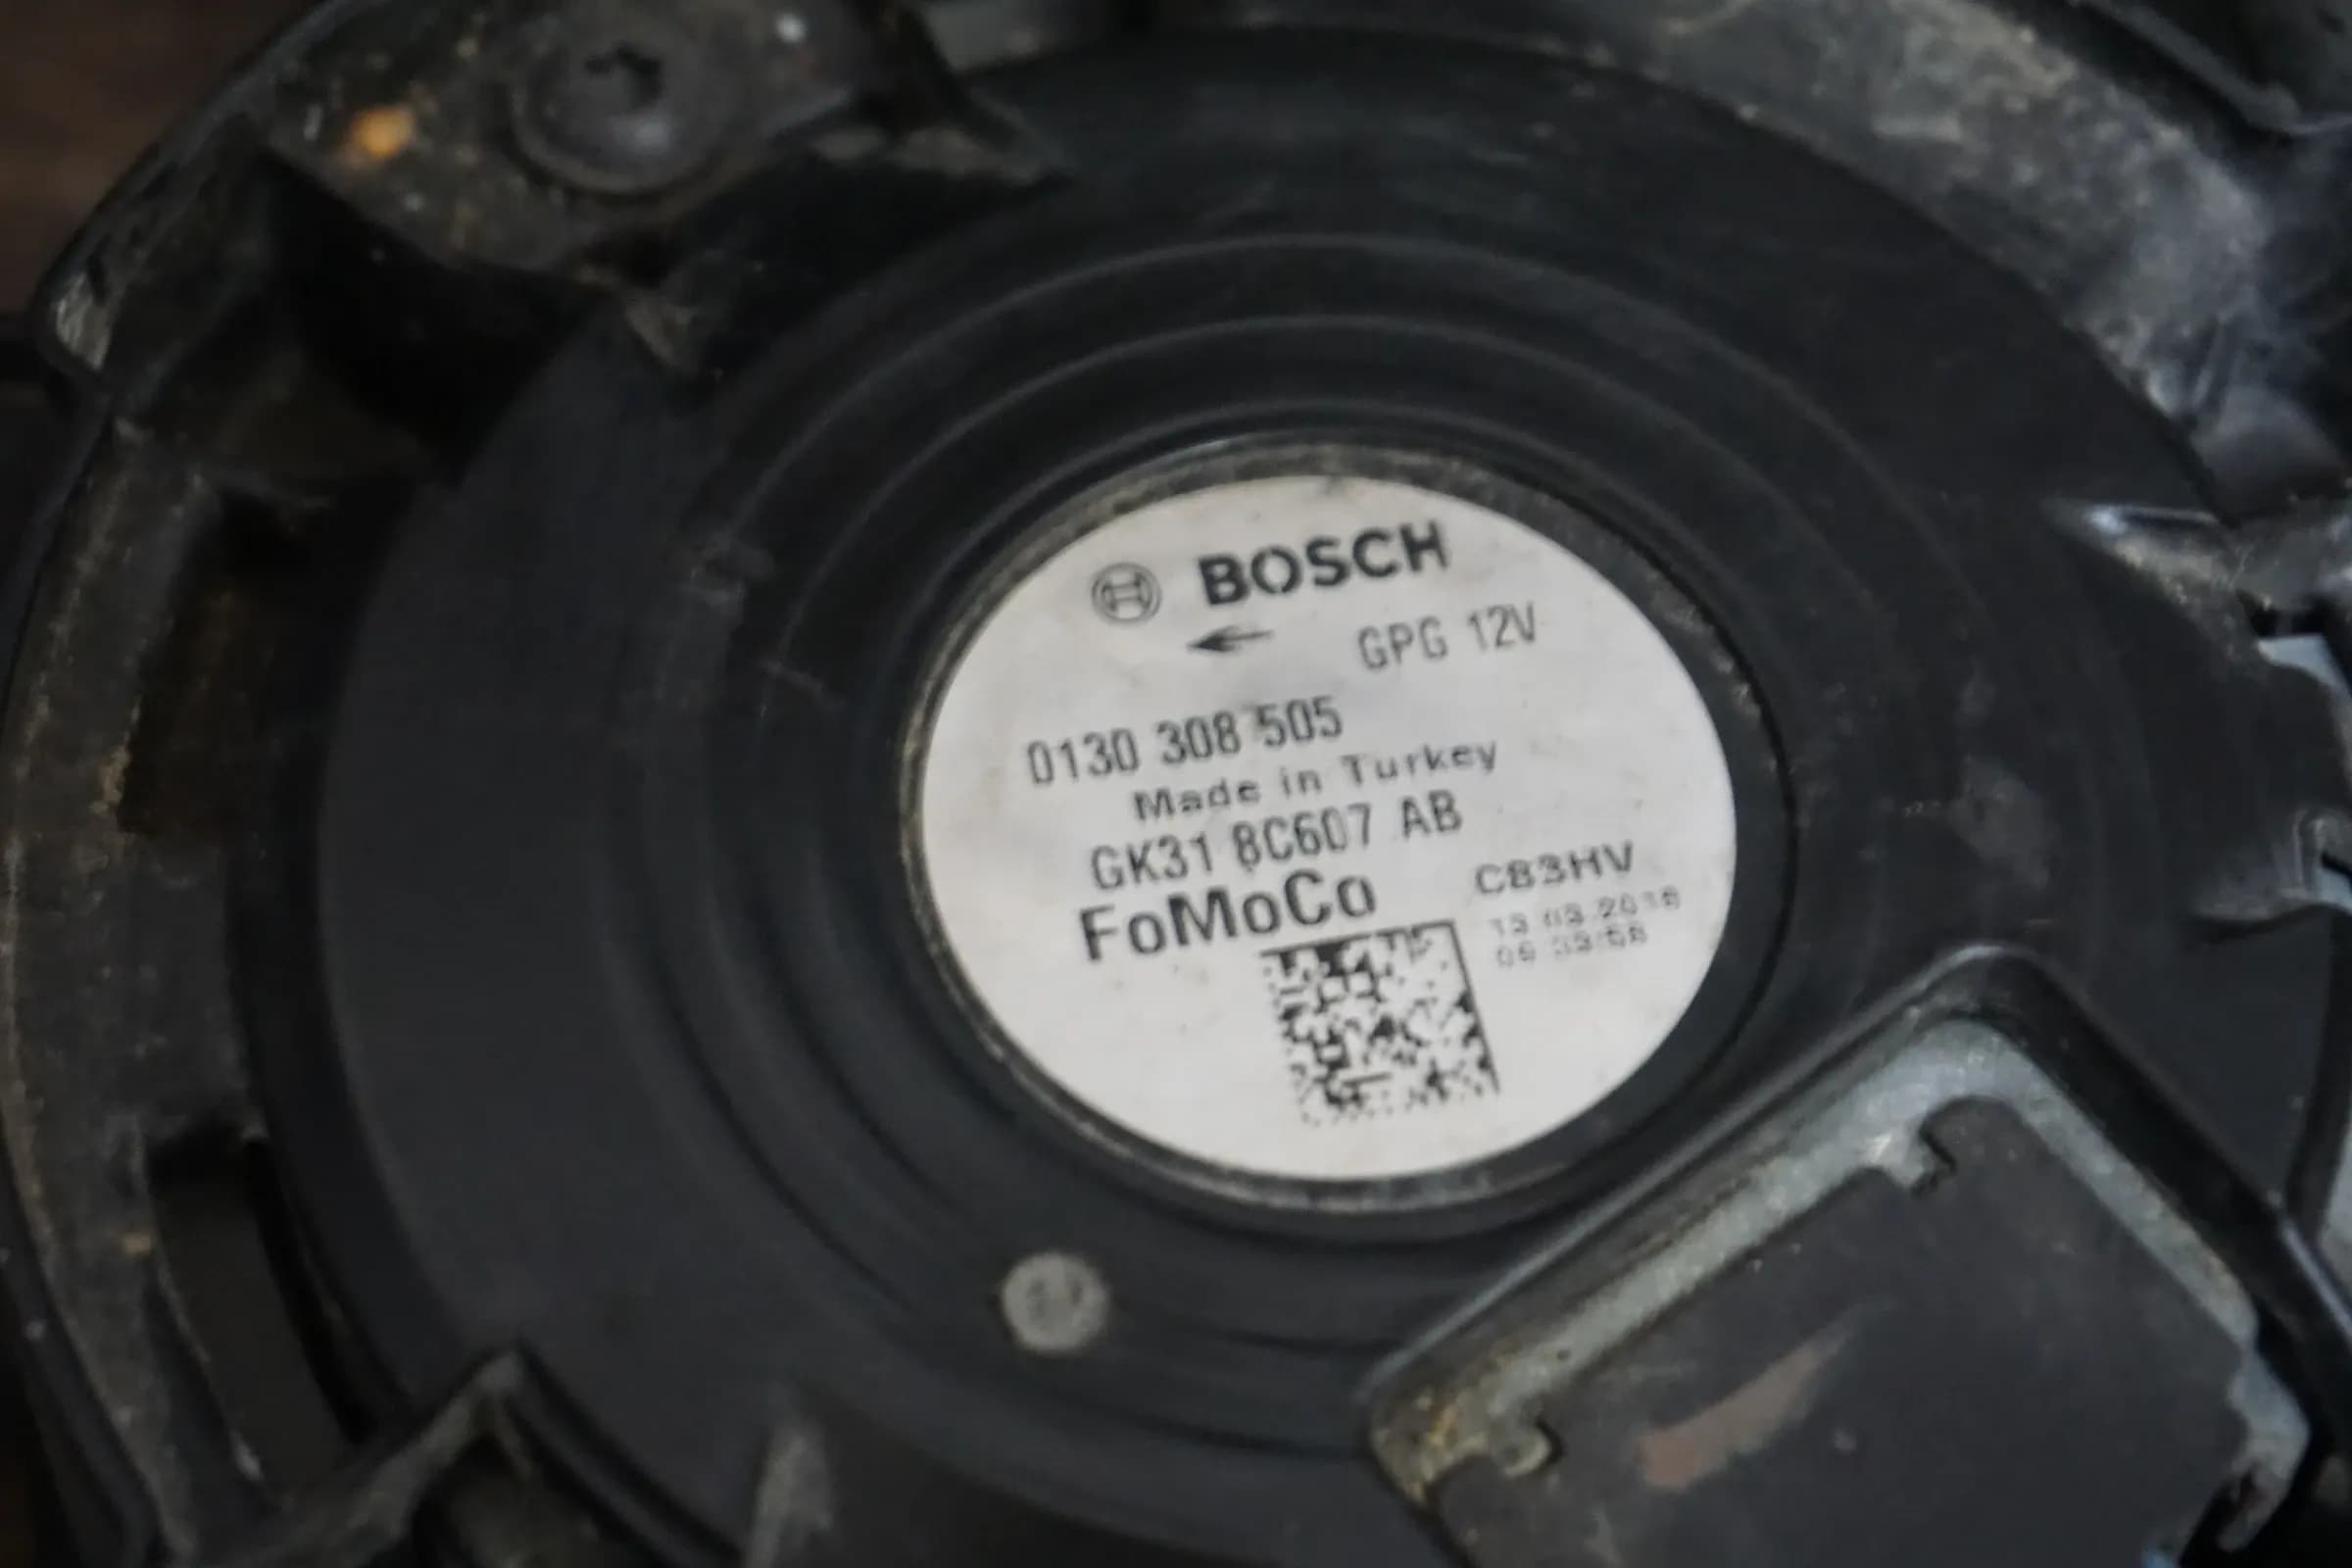 BOSCH
GPG 12V
0130 308 505
Made in Turkey
GK31 8C607 AB
FoMoCo
C83HV